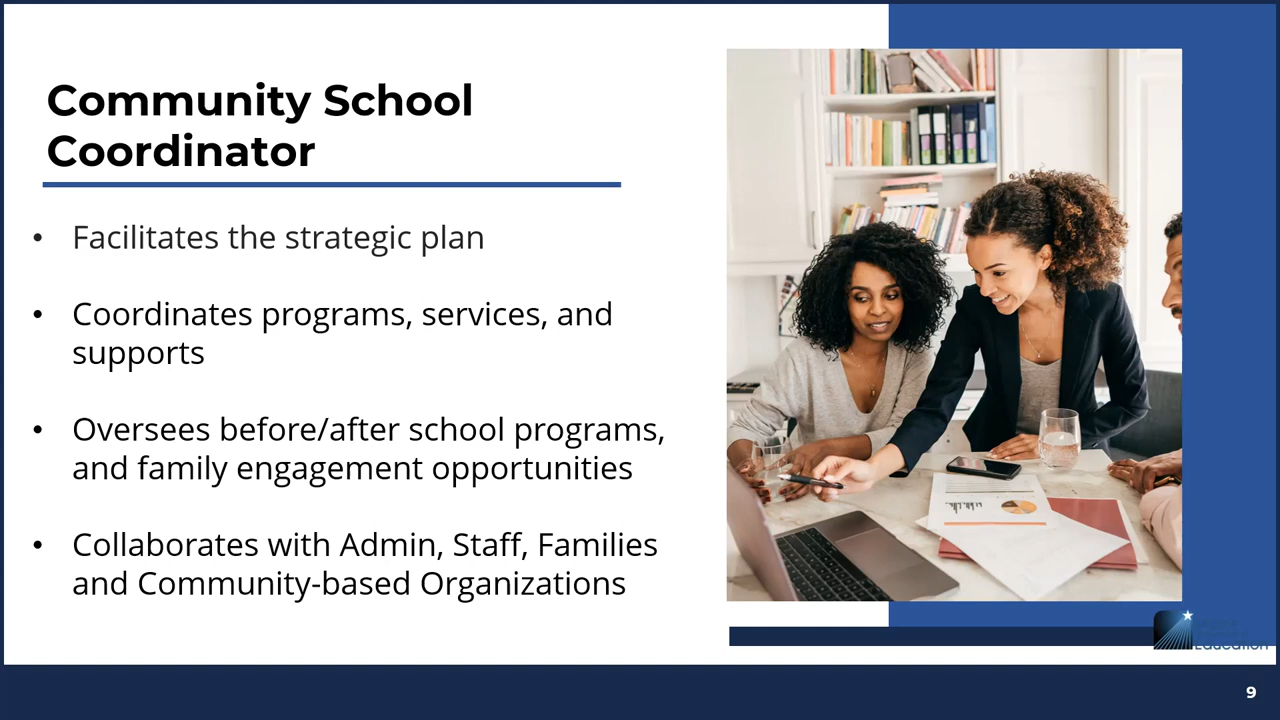 Community School
Coordinator
• Facilitates the strategic plan
• Coordinates programs, services, and
supports
• Oversees before/after school programs,
and family engagement opportunities
• Collaborates with Admin, Staff, Families
and Community-based Organizations
Education
9